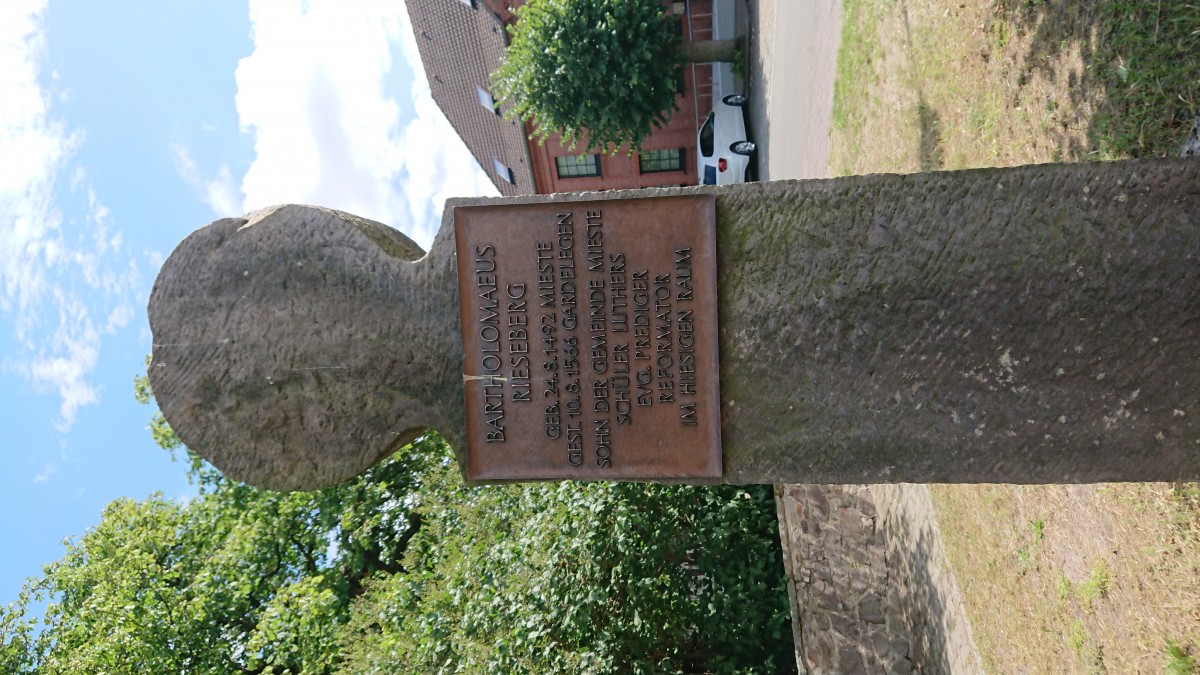 BARTHOLOMAEUS
RIESEBERG
GEB. 24.8.1492 MIESTE
GEST. 10.8.1566 GARDELEGEN
SOHN DER GEMEINDE MIESTE
SCHÜLER LUTHERS
EVG. PREDIGER
REFORMATOR
IM HIESIGEN RAUM